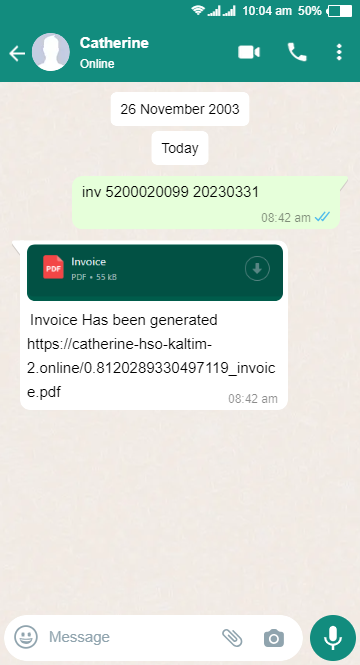 10:04 am 50%
Catherine
Online
26 November 2003
Today
inv 5200020099 20230331
08:42 am
PDF
Invoice
PDF • 55 kB
Invoice Has been generated
https://catherine-hso-kaltim-
2.online/0.8120289330497119_invoic
e.pdf
08:42 am
Message